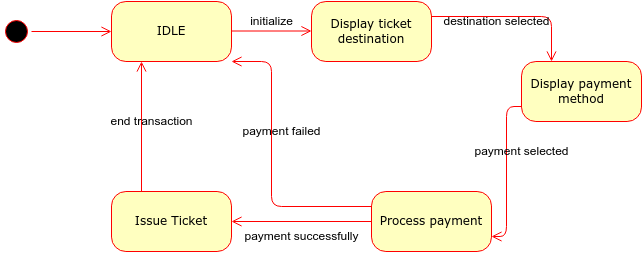 IDLE
initialize
Display ticket
destination
destination selected
Display payment
method
end transaction
payment failed
payment selected
Issue Ticket
payment successfully
Process payment